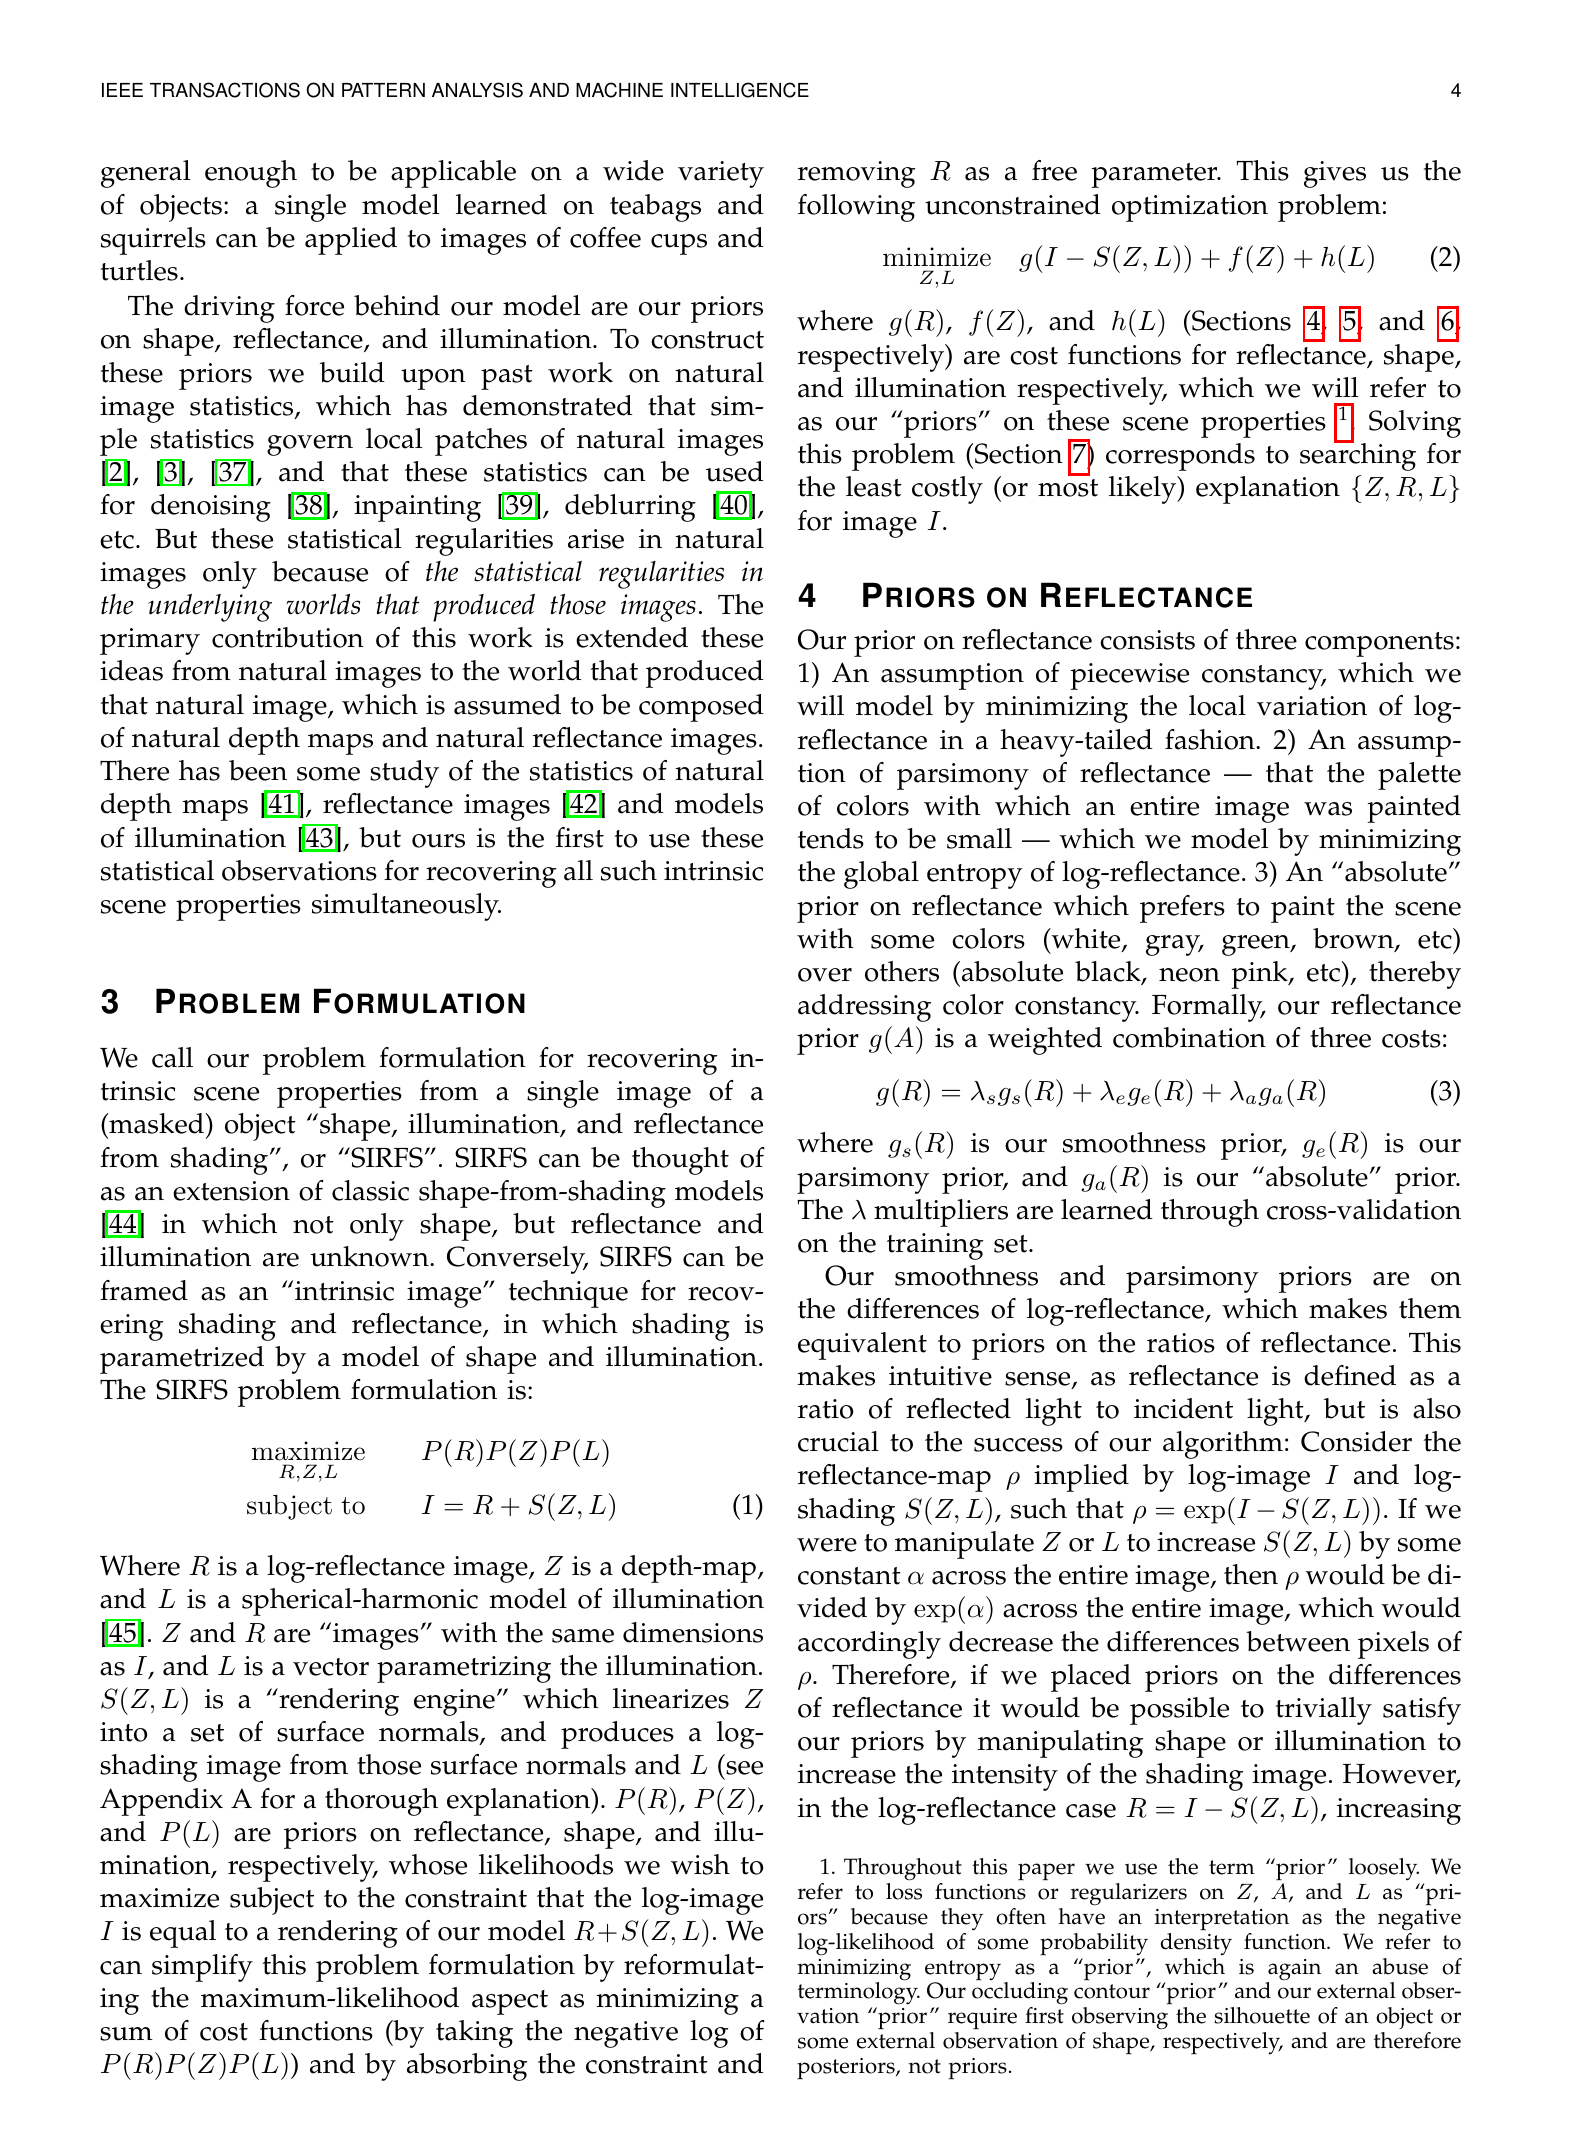 IEEE TRANSACTIONS ON PATTERN ANALYSIS AND MACHINE INTELLIGENCE 4
general enough to be applicable on a wide variety
of objects: a single model learned on teabags and
squirrels can be applied to images of coffee cups and
turtles.
The driving force behind our model are our priors
on shape, reflectance, and illumination. To construct
these priors we build upon past work on natural
image statistics, which has demonstrated that sim-
ple statistics govern local patches of natural images
[2], [3], [37], and that these statistics can be used
for denoising [38], inpainting [39], deblurring [40],
etc. But these statistical regularities arise in natural
images only because of the statistical regularities in
the underlying worlds that produced those images. The
primary contribution of this work is extended these
ideas from natural images to the world that produced
that natural image, which is assumed to be composed
of natural depth maps and natural reflectance images.
There has been some study of the statistics of natural
depth maps [41], reflectance images [42] and models
of illumination [43], but ours is the first to use these
statistical observations for recovering all such intrinsic
scene properties simultaneously.
3 PROBLEM FORMULATION
We call our problem formulation for recovering in-
trinsic scene properties from a single image of a
(masked) object “shape, illumination, and reflectance
from shading”, or “SIRFS”. SIRFS can be thought of
as an extension of classic shape-from-shading models
[44] in which not only shape, but reflectance and
illumination are unknown. Conversely, SIRFS can be
framed as an “intrinsic image” technique for recov-
ering shading and reflectance, in which shading is
parametrized by a model of shape and illumination.
The SIRFS problem formulation is:
maximize P(R)P(Z)P(L)
R,Z,L
subject to I = R + S(Z, L) (1)
Where R is a log-reflectance image, Z is a depth-map,
and L is a spherical-harmonic model of illumination
[45]. Z and R are “images” with the same dimensions
as I, and L is a vector parametrizing the illumination.
S(Z, L) is a “rendering engine” which linearizes Z
into a set of surface normals, and produces a log-
shading image from those surface normals and L (see
Appendix A for a thorough explanation). P(R), P(Z),
and P(L) are priors on reflectance, shape, and illu-
mination, respectively, whose likelihoods we wish to
maximize subject to the constraint that the log-image
I is equal to a rendering of our model R+S(Z, L). We
can simplify this problem formulation by reformulat-
ing the maximum-likelihood aspect as minimizing a
sum of cost functions (by taking the negative log of
P(R)P(Z)P(L)) and by absorbing the constraint and
removing R as a free parameter. This gives us the
following unconstrained optimization problem:
minimize g(I − S(Z, L)) + f(Z) + h(L) (2)
Z,L
where g(R), f(Z), and h(L) (Sections 4, 5, and 6,
respectively) are cost functions for reflectance, shape,
and illumination respectively, which we will refer to
as our “priors” on these scene properties 1. Solving
this problem (Section 7) corresponds to searching for
the least costly (or most likely) explanation {Z, R, L}
for image I.
4 PRIORS ON REFLECTANCE
Our prior on reflectance consists of three components:
1) An assumption of piecewise constancy, which we
will model by minimizing the local variation of log-
reflectance in a heavy-tailed fashion. 2) An assump-
tion of parsimony of reflectance — that the palette
of colors with which an entire image was painted
tends to be small — which we model by minimizing
the global entropy of log-reflectance. 3) An “absolute”
prior on reflectance which prefers to paint the scene
with some colors (white, gray, green, brown, etc)
over others (absolute black, neon pink, etc), thereby
addressing color constancy. Formally, our reflectance
prior g(A) is a weighted combination of three costs:
g(R) = λsgs(R) + λege(R) + λaga(R) (3)
where gs(R) is our smoothness prior, ge(R) is our
parsimony prior, and ga(R) is our “absolute” prior.
The λ multipliers are learned through cross-validation
on the training set.
Our smoothness and parsimony priors are on
the differences of log-reflectance, which makes them
equivalent to priors on the ratios of reflectance. This
makes intuitive sense, as reflectance is defined as a
ratio of reflected light to incident light, but is also
crucial to the success of our algorithm: Consider the
reflectance-map ρ implied by log-image I and log-
shading S(Z, L), such that ρ = exp(I − S(Z, L)). If we
were to manipulate Z or L to increase S(Z, L) by some
constant α across the entire image, then ρ would be di-
vided by exp(α) across the entire image, which would
accordingly decrease the differences between pixels of
ρ. Therefore, if we placed priors on the differences
of reflectance it would be possible to trivially satisfy
our priors by manipulating shape or illumination to
increase the intensity of the shading image. However,
in the log-reflectance case R = I − S(Z, L), increasing
1. Throughout this paper we use the term “prior” loosely. We
refer to loss functions or regularizers on Z, A, and L as “pri-
ors” because they often have an interpretation as the negative
log-likelihood of some probability density function. We refer to
minimizing entropy as a “prior”, which is again an abuse of
terminology. Our occluding contour “prior” and our external obser-
vation “prior” require first observing the silhouette of an object or
some external observation of shape, respectively, and are therefore
posteriors, not priors.